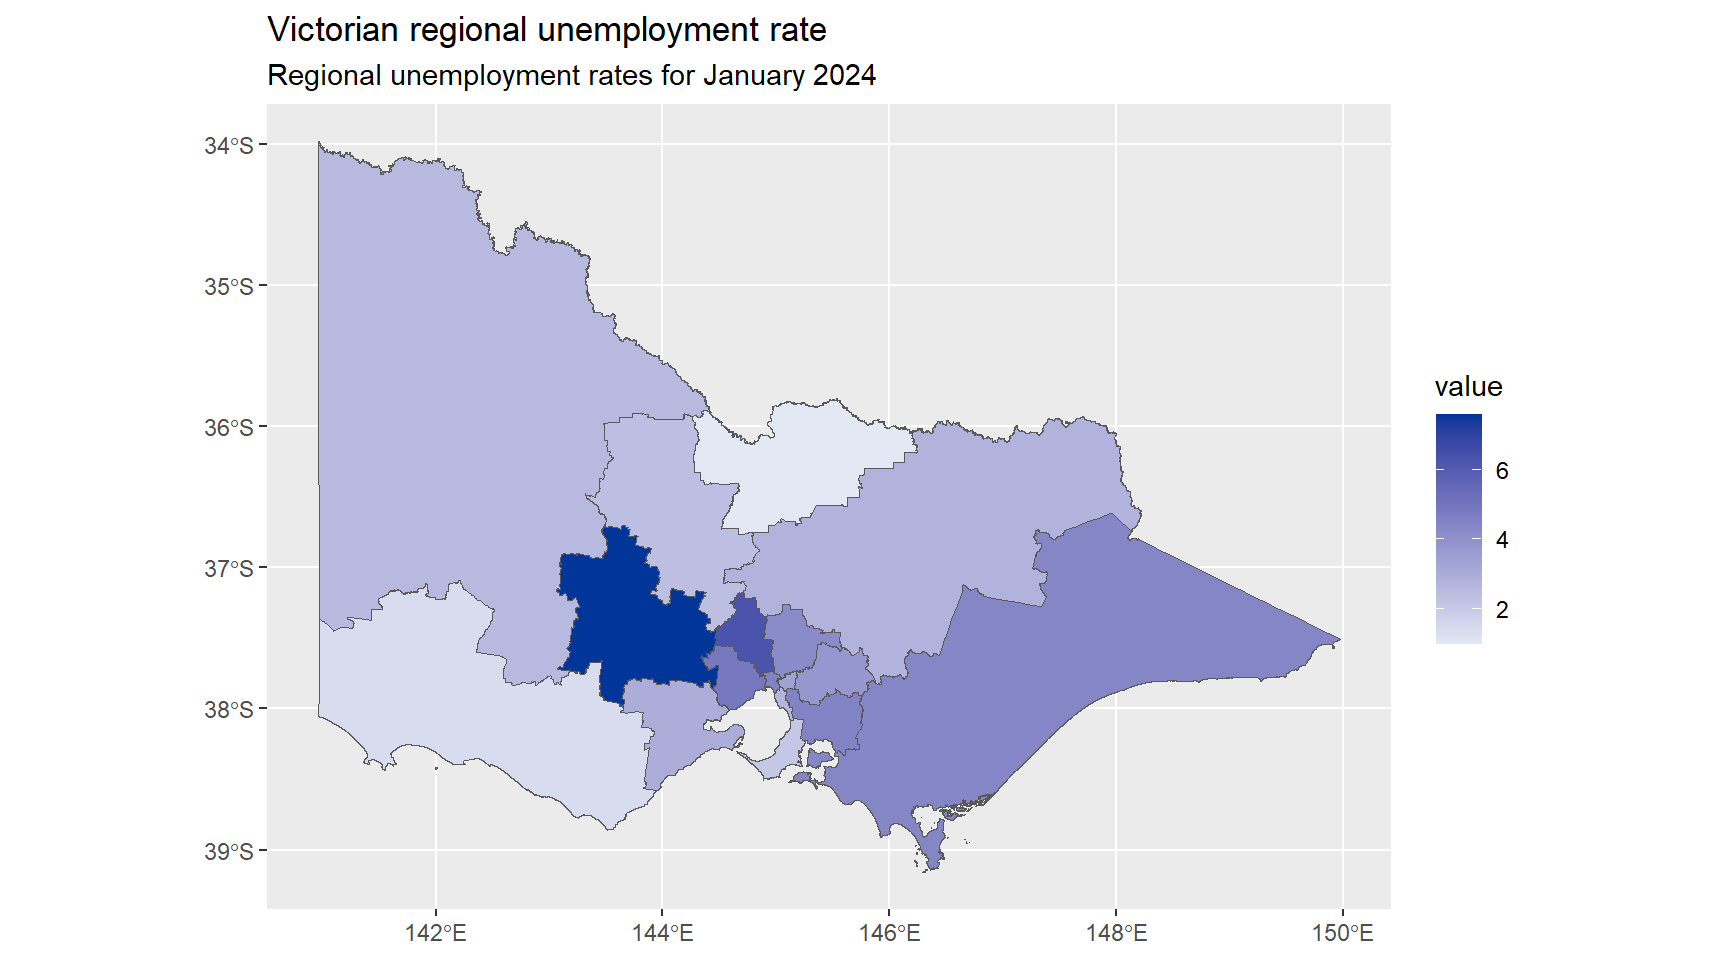 Victorian regional unemployment rate
Regional unemployment rates for January 2024
34°S
35°S
36°S
37°S
38°S
39°S
142°E
144°E
146°E
148°E
150°E
value
6
4
2